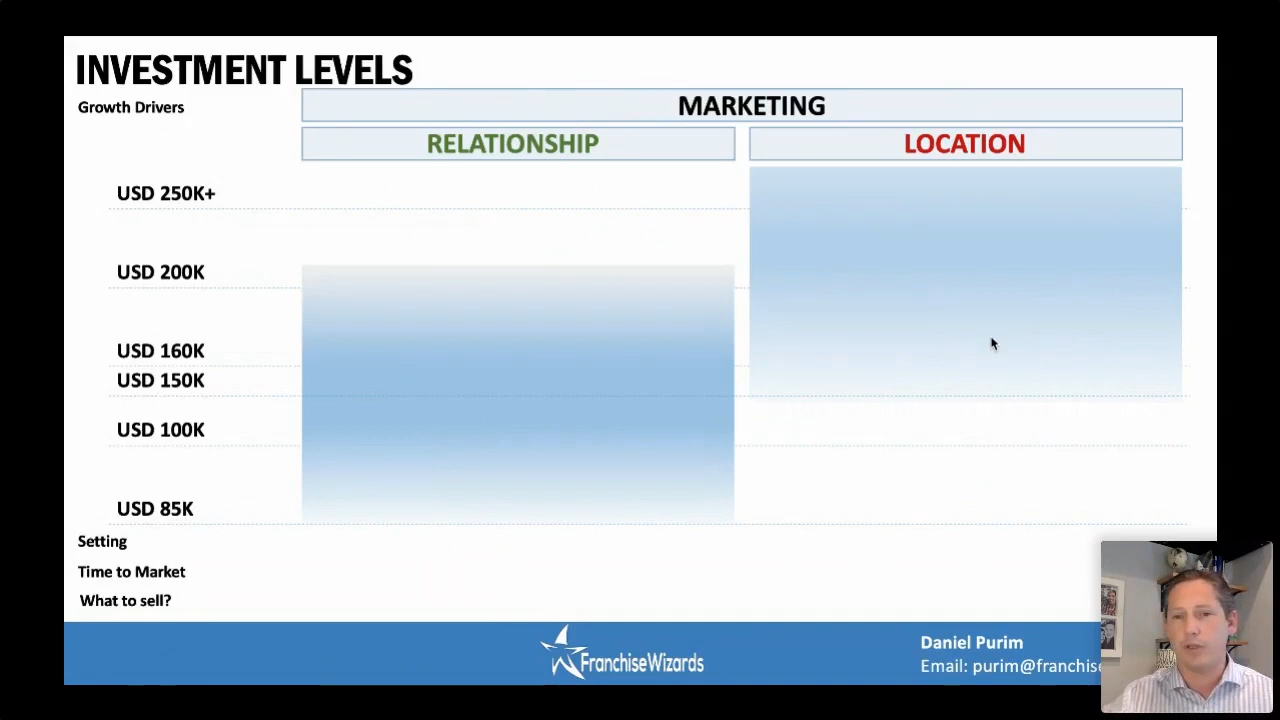 INVESTMENT LEVELS
Growth Drivers
MARKETING
RELATIONSHIP
LOCATION
USD 250K+
USD 200K
USD 160K
USD 150K
USD 100K
USD 85K
Setting
Time to Market
What to sell?
FranchiseWizards
Daniel Purim
Email: purim@franchise